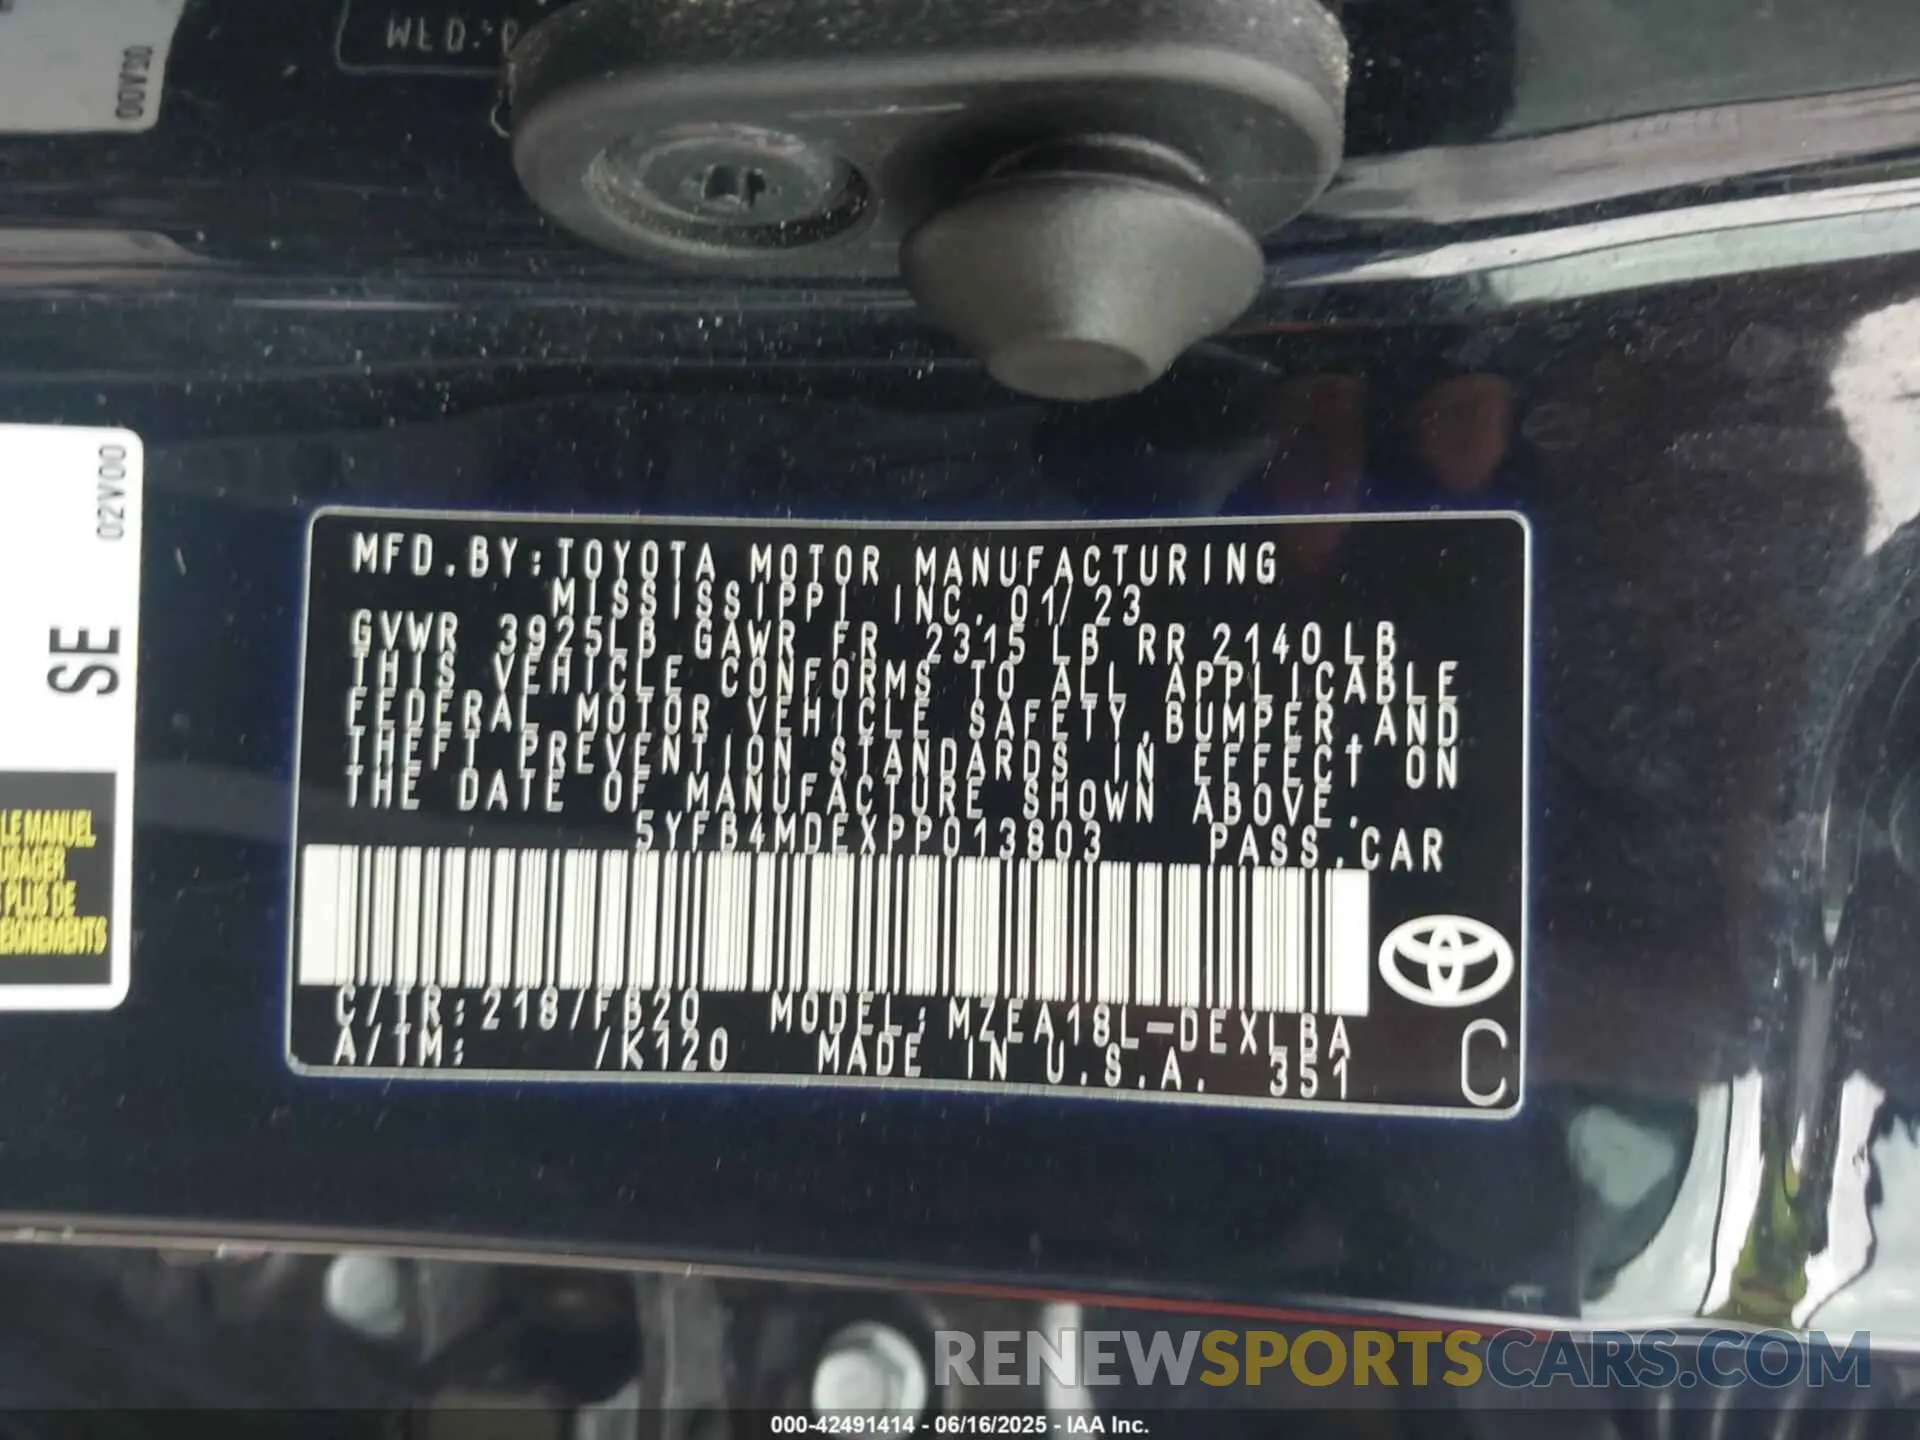 00V20
02V00
SE
LE MANUEL
PLUS DE
MFD.BY:TOYOTA MOTOR MANUFACTURING
MISSISSIPPI INC. 01/23
GVWR 3925LB GAWR FR 2315 LB RR 2140 LB
THIS VEHICLE CONFORMS TO ALL APPLICABLE
FEDERAL MOTOR VEHICLE SAFETY,BUMPER,AND
THEFT PREVENTION STANDARDS IN EFFECT ON
THE DATE OF MANUFACTURE SHOWN ABOVE.
5YFB4MDEXPP013803 PASS.CAR
C/TR:218/FB20 MODEL:MZEA18L-DEXLBA
A/TM: /K120 MADE IN U.S.A. 351
C
RENEWSPORTSCARS.COM
000-42491414 - 06/16/2025 - IAA Inc.